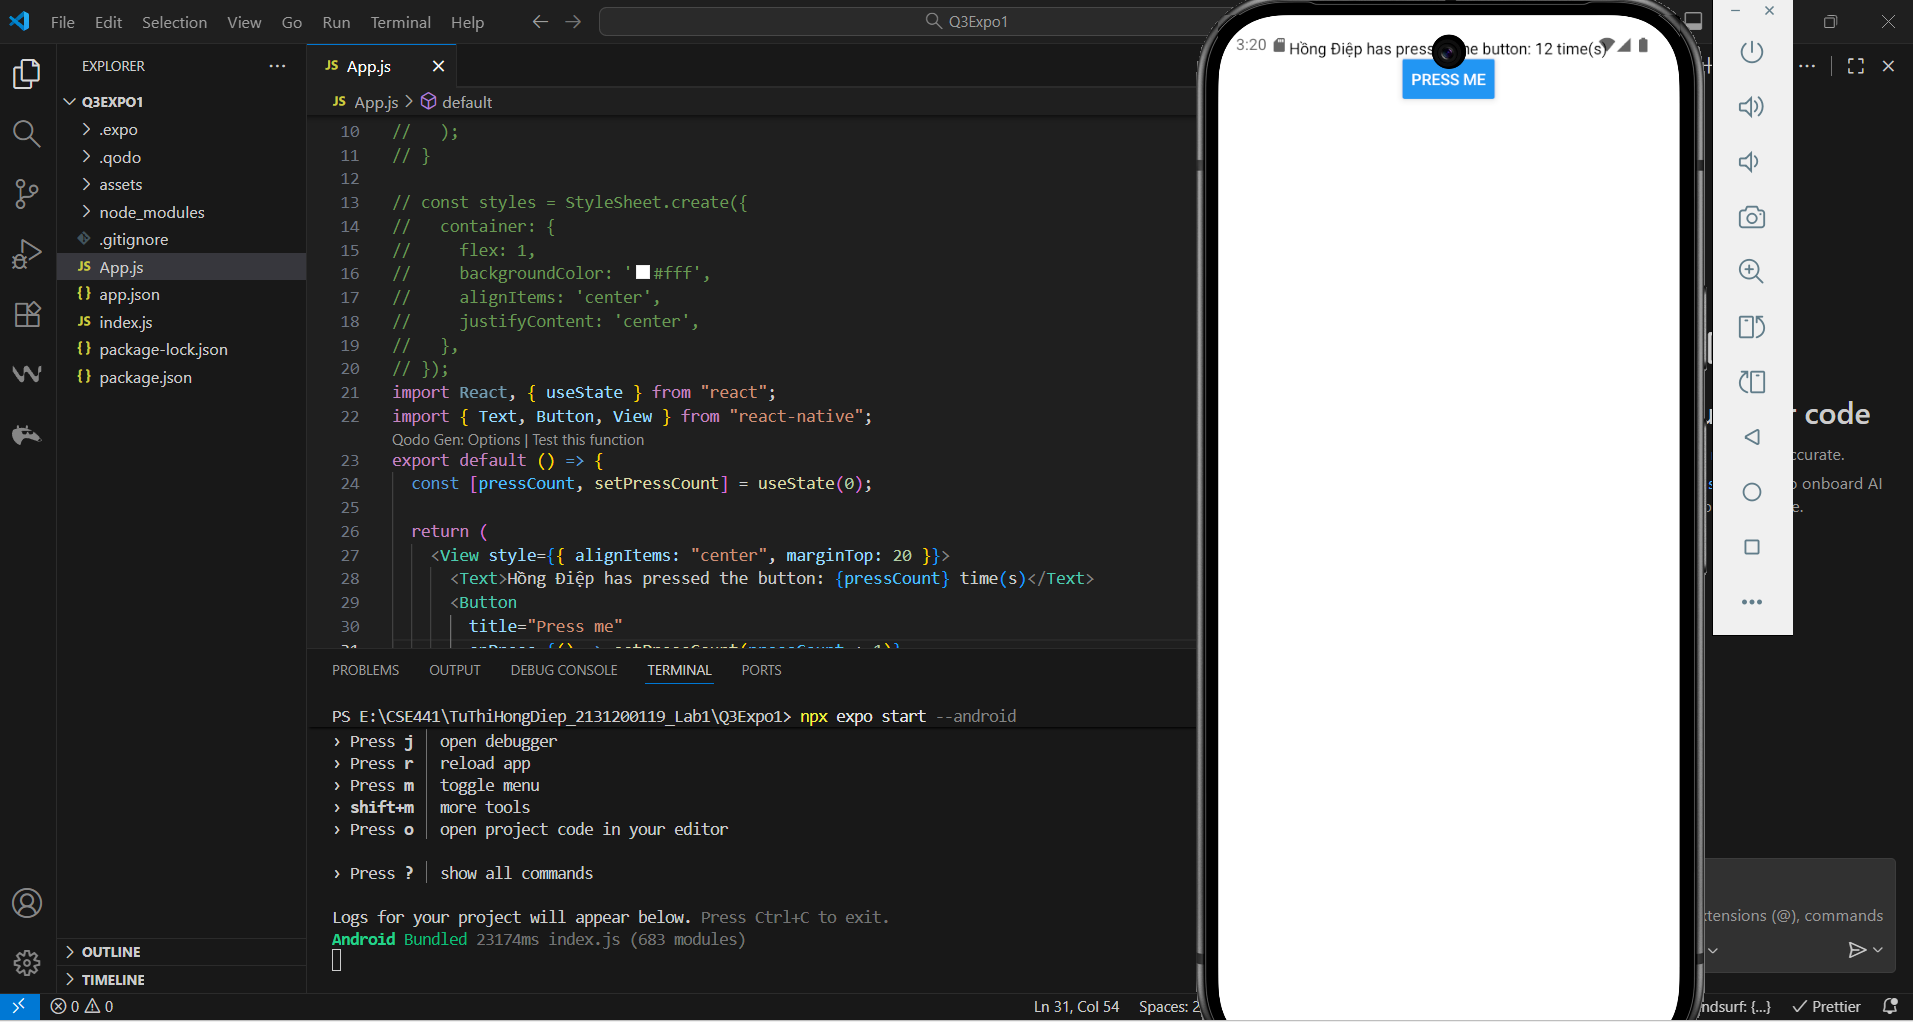 File Edit Selection View Go Run Terminal Help
Q3Expo1
EXPLORER
Q3EXPO1
.expo
.qodo
assets
node_modules
.gitignore
JS App.js
{} app.json
JS index.js
{} package-lock.json
{} package.json
OUTLINE
TIMELINE
JS App.js
JS App.js > default
10 // );
11 // }
12
13 // const styles = StyleSheet.create({
14 // container: {
15 // flex: 1,
16 // backgroundColor: '#fff',
17 // alignItems: 'center',
18 // justifyContent: 'center',
19 // },
20 // });
21 import React, { useState } from "react";
22 import { Text, Button, View } from "react-native";
Qodo Gen: Options | Test this function
23 export default () => {
24 const [pressCount, setPressCount] = useState(0);
25
26 return (
27 <View style={{ alignItems: "center", marginTop: 20 }}>
28 <Text>Hồng Điệp has pressed the button: {pressCount} time(s)</Text>
29 <Button
30 title="Press me"
PROBLEMS OUTPUT DEBUG CONSOLE TERMINAL PORTS
PS E:\CSE441\TuThiHongDiep_2131200119_Lab1\Q3Expo1> npx expo start --android
› Press j │ open debugger
› Press r │ reload app
› Press m │ toggle menu
› shift+m │ more tools
› Press o │ open project code in your editor
› Press ? │ show all commands
Logs for your project will appear below. Press Ctrl+C to exit.
Android Bundled 23174ms index.js (683 modules)
0 0
Ln 31, Col 54 Spaces: 2
3:20
Hồng Điệp has press he button: 12 time(s)
PRESS ME
code
ccurate.
onboard AI
e.
xtensions (@), commands
ndsurf: {...} Prettier